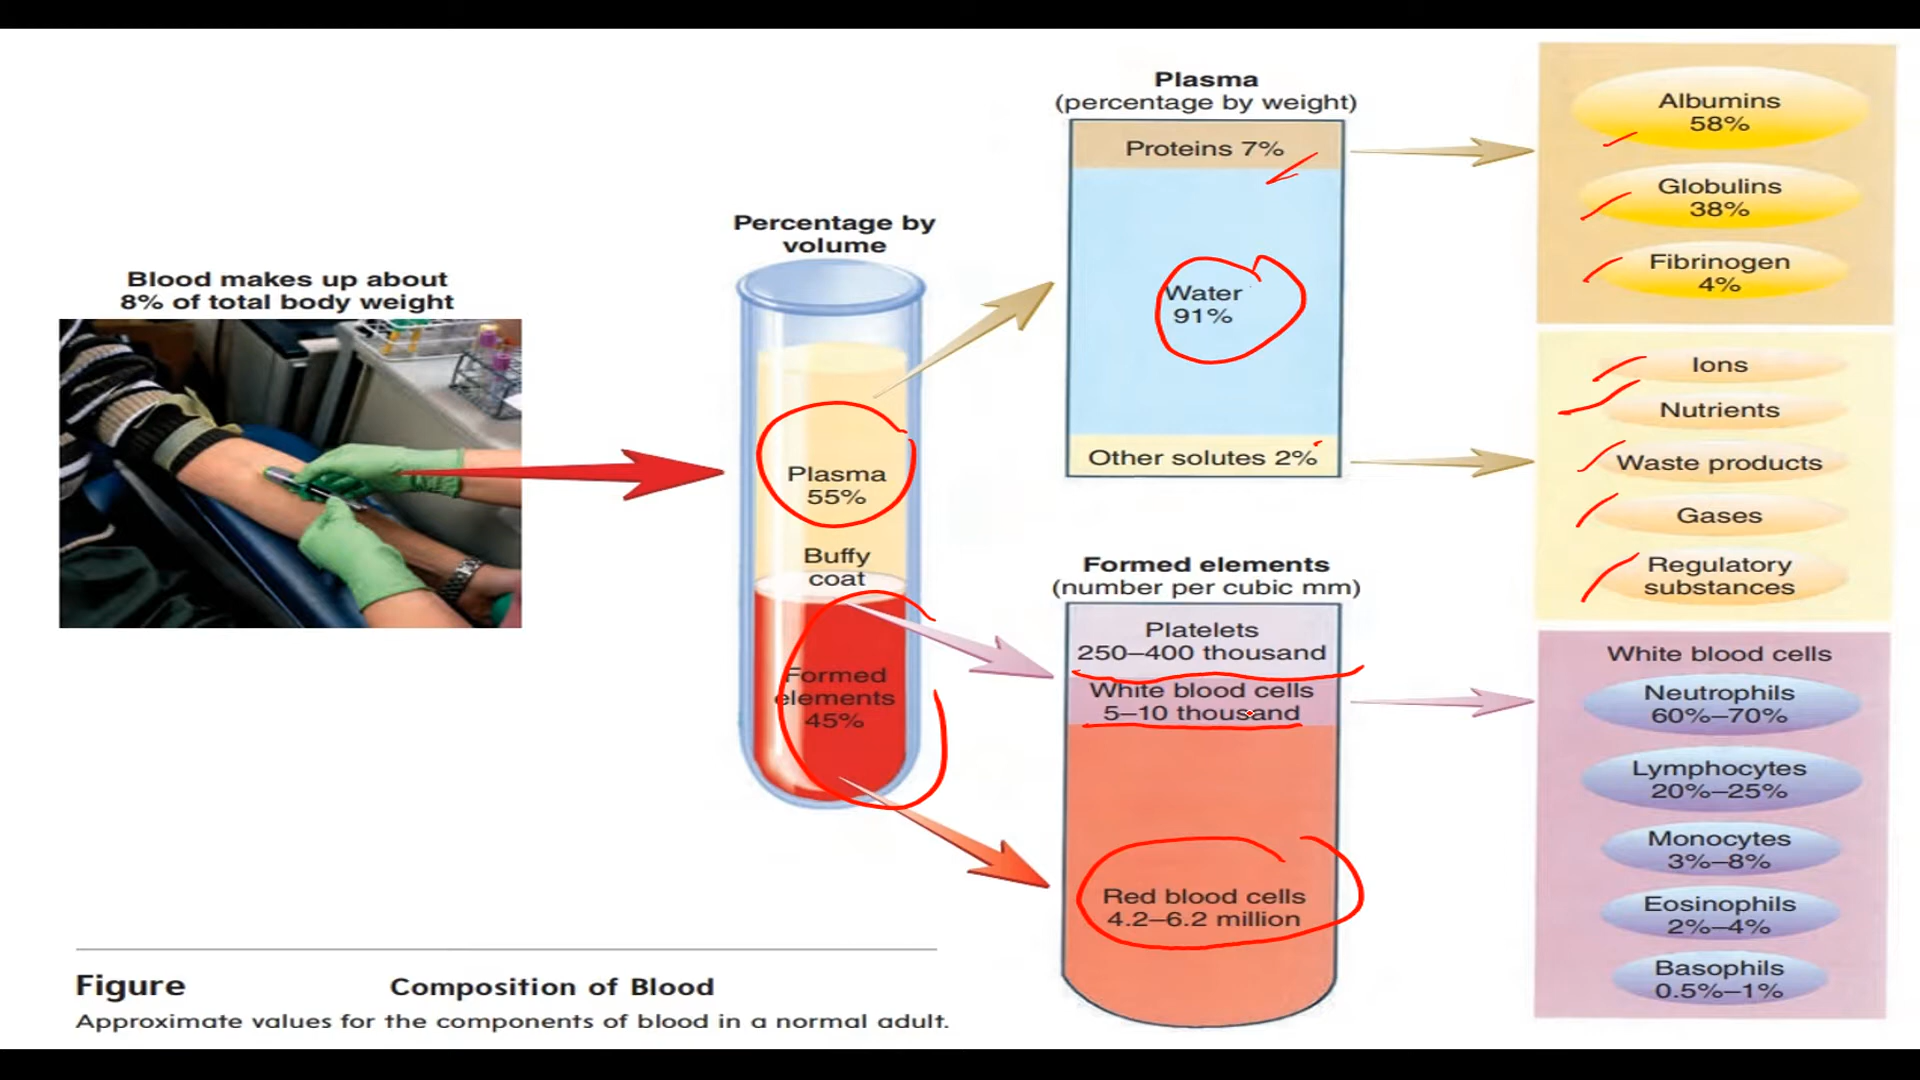 Blood makes up about
8% of total body weight
Percentage by
volume
Plasma
55%
Buffy
coat
Formed
elements
45%
Plasma
(percentage by weight)
Proteins 7%
Water
91%
Other solutes 2%
Formed elements
(number per cubic mm)
Platelets
250–400 thousand
White blood cells
5–10 thousand
Red blood cells
4.2–6.2 million
Albumins
58%
Globulins
38%
Fibrinogen
4%
Ions
Nutrients
Waste products
Gases
Regulatory
substances
White blood cells
Neutrophils
60%–70%
Lymphocytes
20%–25%
Monocytes
3%–8%
Eosinophils
2%–4%
Basophils
0.5%–1%
Figure Composition of Blood
Approximate values for the components of blood in a normal adult.